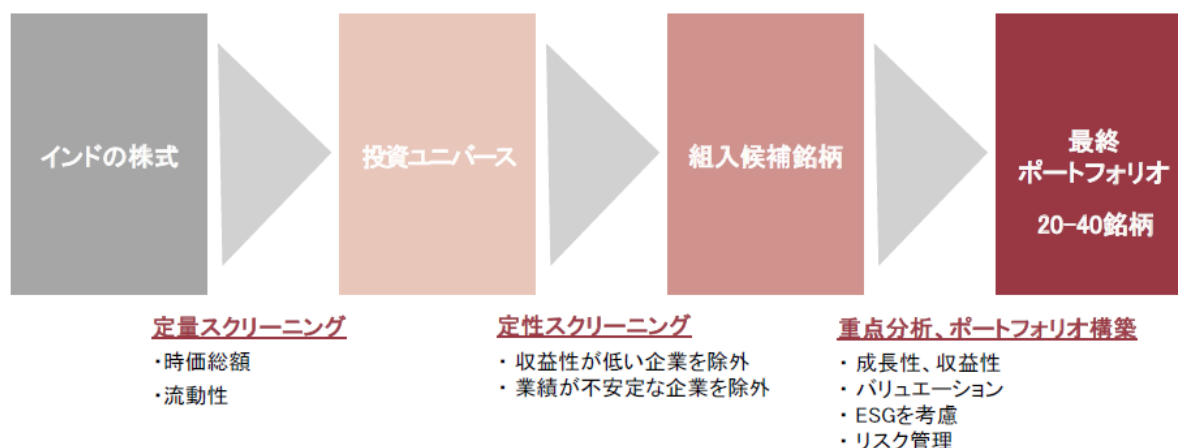 インドの株式
投資ユニバース
組入候補銘柄
最終
ポートフォリオ
20-40銘柄
定量スクリーニング
・時価総額
・流動性
定性スクリーニング
・ 収益性が低い企業を除外
・ 業績が不安定な企業を除外
重点分析、ポートフォリオ構築
・ 成長性、収益性
・ バリュエーション
・ ESGを考慮
・ リスク管理